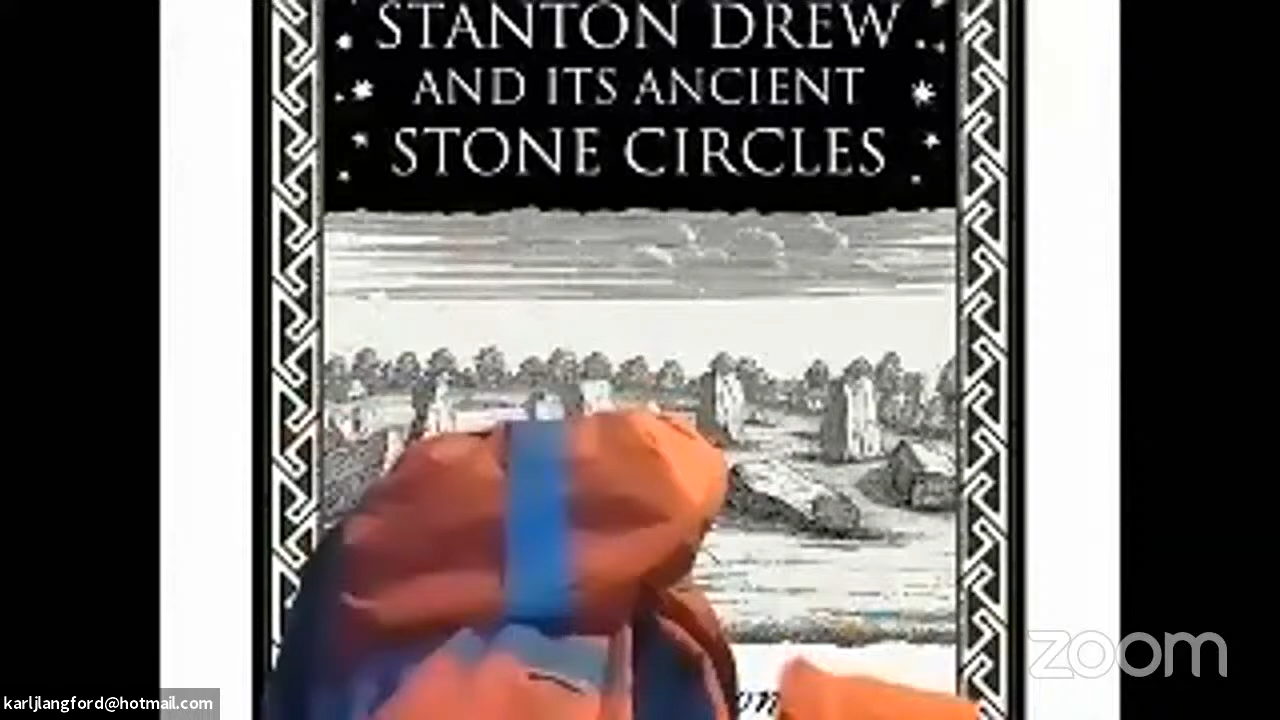 STANTON DREW
AND ITS ANCIENT
STONE CIRCLES
zoom
karljlangford@hotmail.com